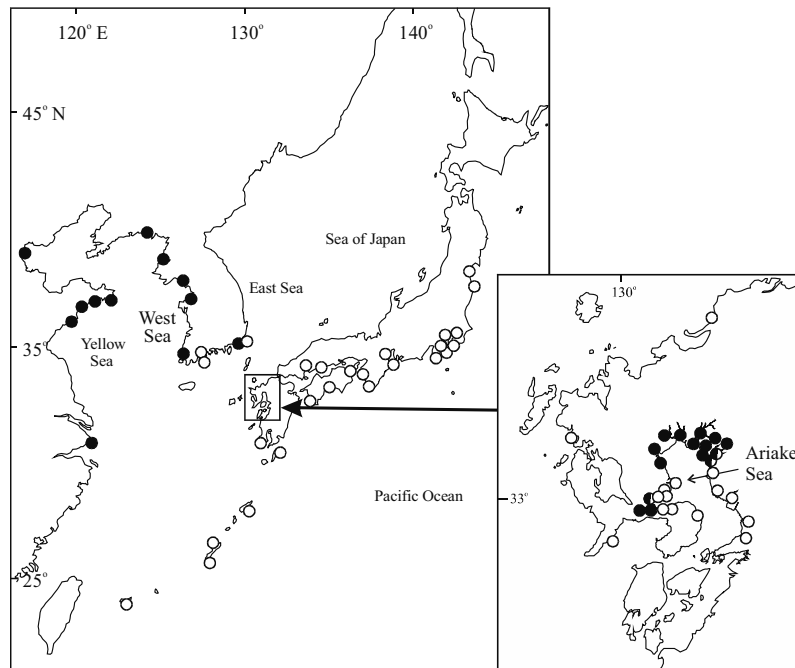 120° E
130°
140°
45° N
Sea of Japan
East Sea
West
Sea
130°
35°
Yellow
Sea
Ariake
Sea
Pacific Ocean
33°
25°